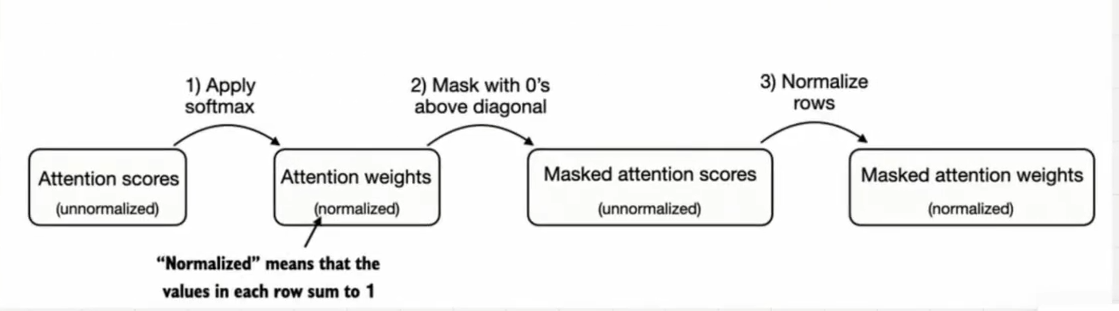 1) Apply
softmax
2) Mask with 0's
above diagonal
3) Normalize
rows
Attention scores
(unnormalized)
Attention weights
(normalized)
Masked attention scores
(unnormalized)
Masked attention weights
(normalized)
“Normalized” means that the
values in each row sum to 1